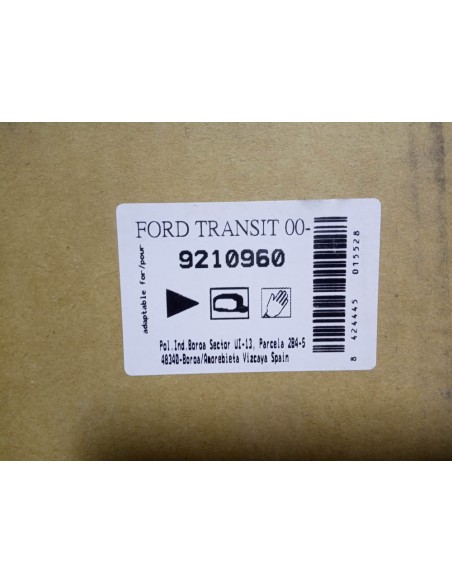 adaptable for/pour
FORD TRANSIT 00-
9210960
Pol.Ind.Boroa Sector UI-13, Parcela 2B4-5
48340-Boroa/Amorebieta Vizcaya Spain
8 424445 015528